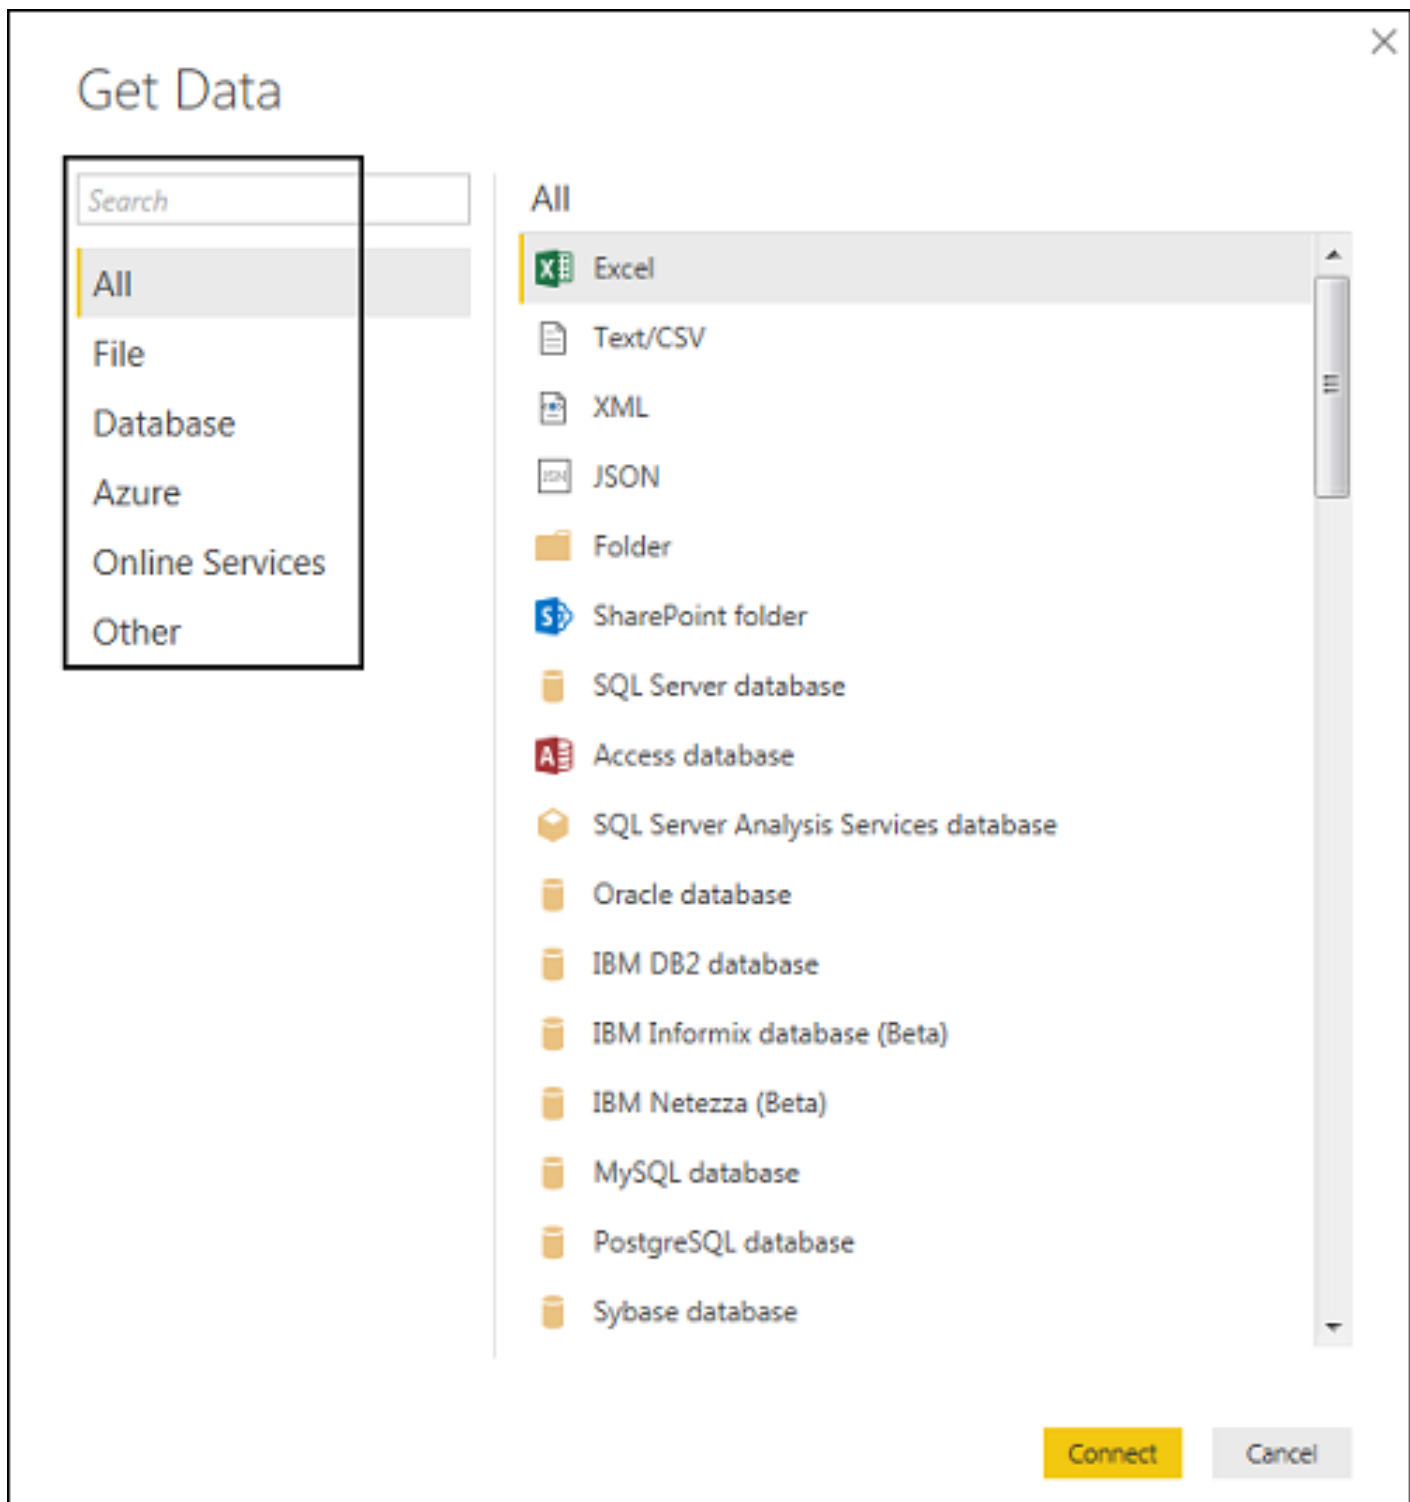 Get Data
Search
All
File
Database
Azure
Online Services
Other
All
Excel
Text/CSV
XML
JSON
Folder
SharePoint folder
SQL Server database
Access database
SQL Server Analysis Services database
Oracle database
IBM DB2 database
IBM Informix database (Beta)
IBM Netezza (Beta)
MySQL database
PostgreSQL database
Sybase database
Connect
Cancel